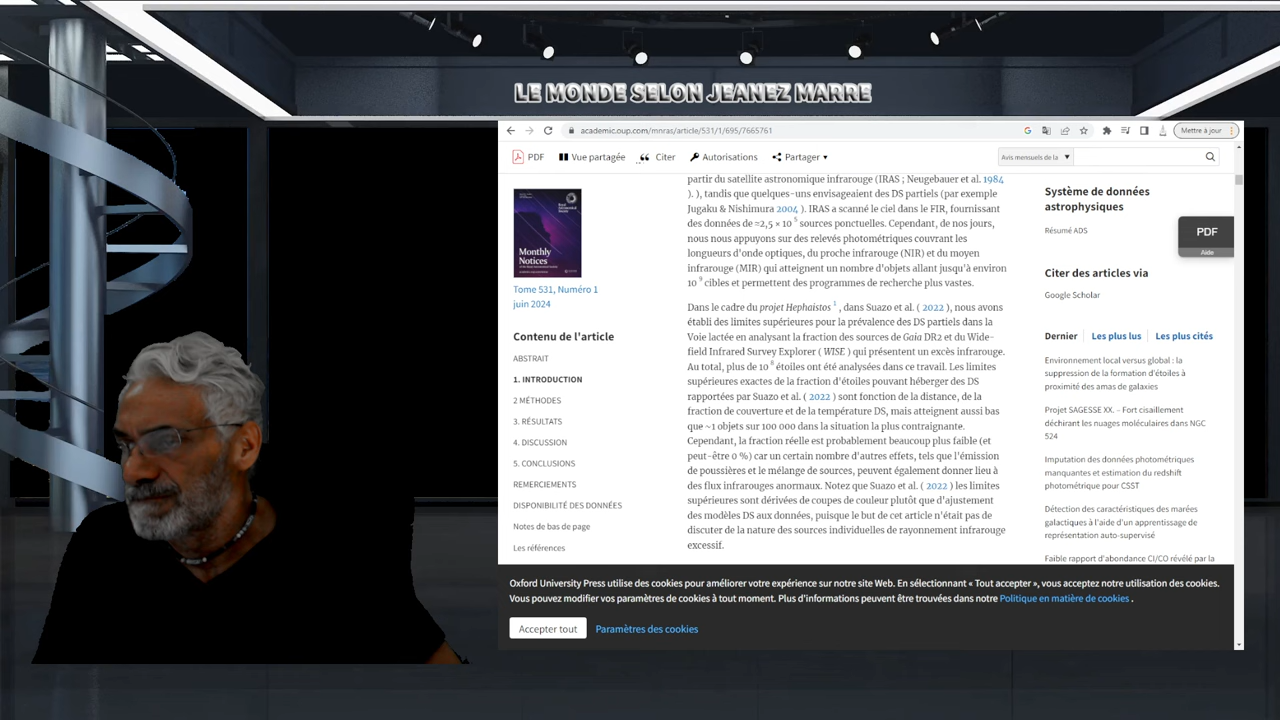 LE MONDE SELON JEANEZ MARRE
academic.oup.com/mnras/article/531/1/695/7665761
Mettre à jour
PDF
Vue partagée
Citer
Autorisations
Partager
Avis mensuels de la
Monthly
Notices
Tome 531, Numéro 1
juin 2024
Contenu de l'article
ABSTRAIT
1. INTRODUCTION
2 MÉTHODES
3. RÉSULTATS
4. DISCUSSION
5. CONCLUSIONS
REMERCIEMENTS
DISPONIBILITÉ DES DONNÉES
Notes de bas de page
Les références
partir du satellite astronomique infrarouge (IRAS ; Neugebauer et al. 1984
). ), tandis que quelques-uns envisageaient des DS partiels (par exemple
Jugaku & Nishimura 2004 ). IRAS a scanné le ciel dans le FIR, fournissant
des données de ≈2,5 × 10 5 sources ponctuelles. Cependant, de nos jours,
nous nous appuyons sur des relevés photométriques couvrant les
longueurs d'onde optiques, du proche infrarouge (NIR) et du moyen
infrarouge (MIR) qui atteignent un nombre d'objets allant jusqu'à environ
10 9 cibles et permettent des programmes de recherche plus vastes.
Dans le cadre du projet Hephaistos 1 , dans Suazo et al. ( 2022 ), nous avons
établi des limites supérieures pour la prévalence des DS partiels dans la
Voie lactée en analysant la fraction des sources de Gaia DR2 et du Wide-
field Infrared Survey Explorer ( WISE ) qui présentent un excès infrarouge.
Au total, plus de 10 8 étoiles ont été analysées dans ce travail. Les limites
supérieures exactes de la fraction d'étoiles pouvant héberger des DS
rapportées par Suazo et al. ( 2022 ) sont fonction de la distance, de la
fraction de couverture et de la température DS, mais atteignent aussi bas
que ~1 objets sur 100 000 dans la situation la plus contraignante.
Cependant, la fraction réelle est probablement beaucoup plus faible (et
peut-être 0 %) car un certain nombre d'autres effets, tels que l'émission
de poussières et le mélange de sources, peuvent également donner lieu à
des flux infrarouges anormaux. Notez que Suazo et al. ( 2022 ) les limites
supérieures sont dérivées de coupes de couleur plutôt que d'ajustement
des modèles DS aux données, puisque le but de cet article n'était pas de
discuter de la nature des sources individuelles de rayonnement infrarouge
excessif.
Système de données
astrophysiques
Résumé ADS
PDF
Aide
Citer des articles via
Google Scholar
Dernier
Les plus lus
Les plus cités
Environnement local versus global : la
suppression de la formation d'étoiles à
proximité des amas de galaxies
Projet SAGESSE XX. – Fort cisaillement
déchirant les nuages moléculaires dans NGC
524
Imputation des données photométriques
manquantes et estimation du redshift
photométrique pour CSST
Détection des caractéristiques des marées
galactiques à l'aide d'un apprentissage de
représentation auto-supervisé
Faible rapport d'abondance CI/CO révélé par la
Oxford University Press utilise des cookies pour améliorer votre expérience sur notre site Web. En sélectionnant « Tout accepter », vous acceptez notre utilisation des cookies.
Vous pouvez modifier vos paramètres de cookies à tout moment. Plus d'informations peuvent être trouvées dans notre Politique en matière de cookies .
Accepter tout
Paramètres des cookies